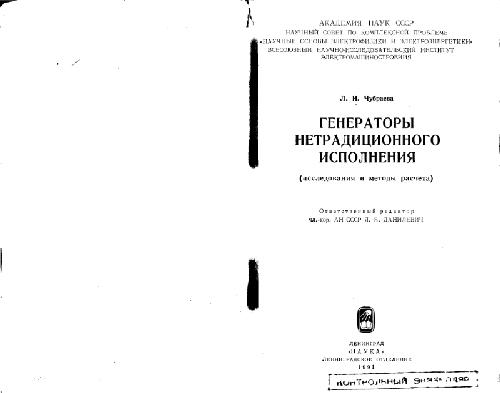 АКАДЕМИЯ НАУК СССР
НАУЧНЫЙ СОВЕТ ПО КОМПЛЕКСНОЙ ПРОБЛЕМЕ
«НАУЧНЫЕ ОСНОВЫ ЭЛЕКТРОФИЗИКИ И ЭЛЕКТРОЭНЕРГЕТИКИ»
ВСЕСОЮЗНЫЙ НАУЧНО-ИССЛЕДОВАТЕЛЬСКИЙ ИНСТИТУТ
ЭЛЕКТРОМАШИНОСТРОЕНИЯ
Л. И. Чубраева
ГЕНЕРАТОРЫ
НЕТРАДИЦИОННОГО
ИСПОЛНЕНИЯ
(исследования и методы расчета)
Ответственный редактор
чл.-кор. АН СССР Я. Б. ДАНИЛЕВИЧ
ЛЕНИНГРАД
«НАУКА»
ЛЕНИНГРАДСКОЕ ОТДЕЛЕНИЕ
1991
КОНТРОЛЬНЫЙ ЭКЗЕМПЛЯР